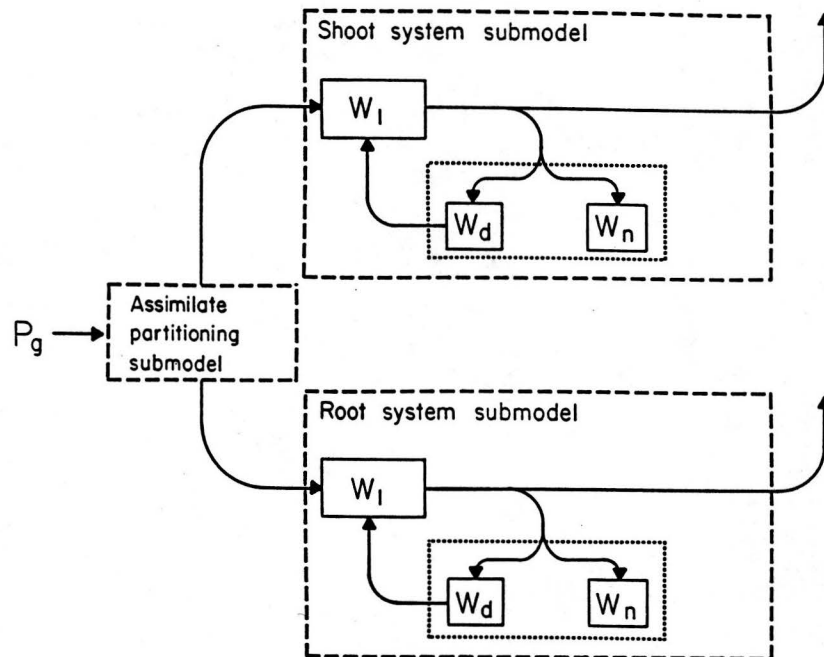 Shoot system submodel
W_l
W_d
W_n
Assimilate
partitioning
submodel
P_g
Root system submodel
W_l
W_d
W_n